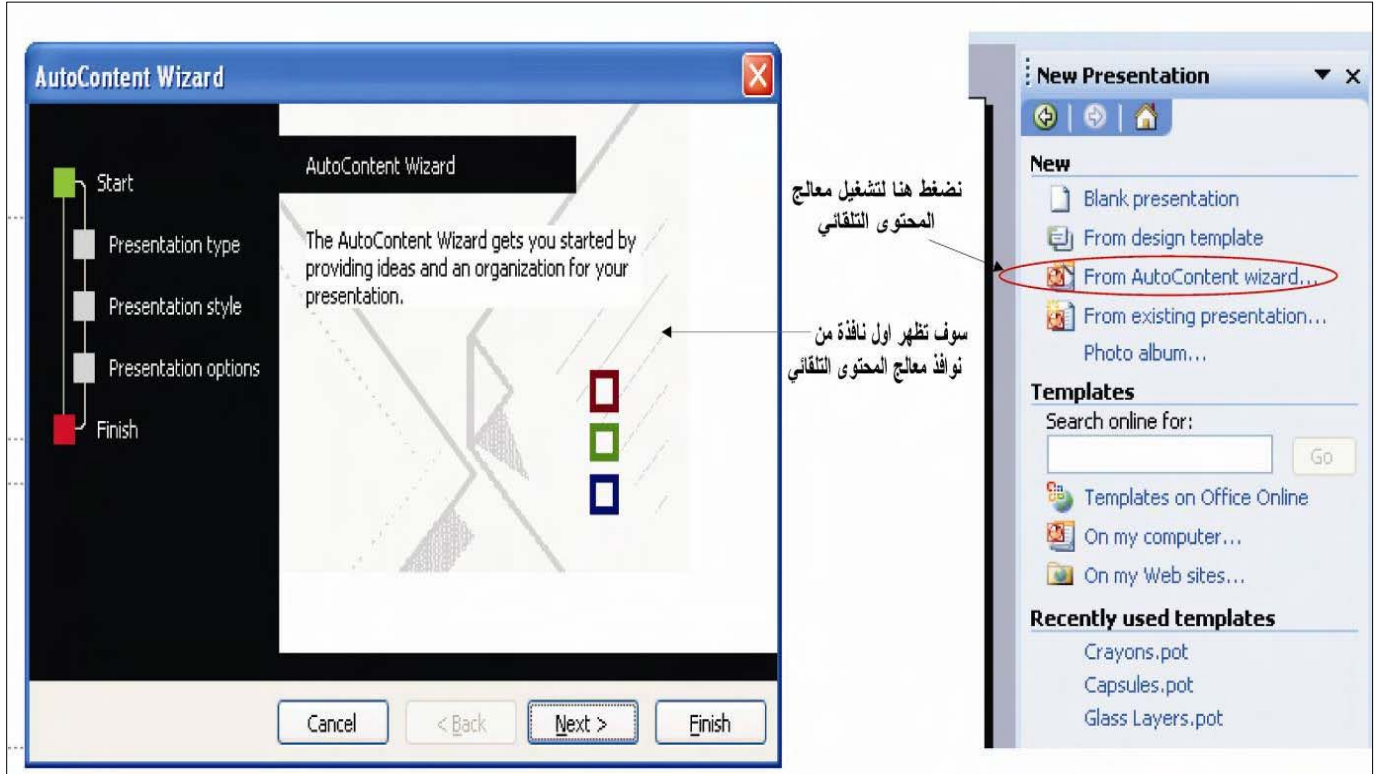 AutoContent Wizard
Start
Presentation type
Presentation style
Presentation options
Finish
AutoContent Wizard
The AutoContent Wizard gets you started by
providing ideas and an organization for your
presentation.
Cancel
< Back
Next >
Finish
نضغط هنا لتشغيل معالج
المحتوى التلقائي
سوف تظهر اول نافذة من
نوافذ معالج المحتوى التلقائي
New Presentation
New
Blank presentation
From design template
From AutoContent wizard...
From existing presentation...
Photo album...
Templates
Search online for:
Go
Templates on Office Online
On my computer...
On my Web sites...
Recently used templates
Crayons.pot
Capsules.pot
Glass Layers.pot